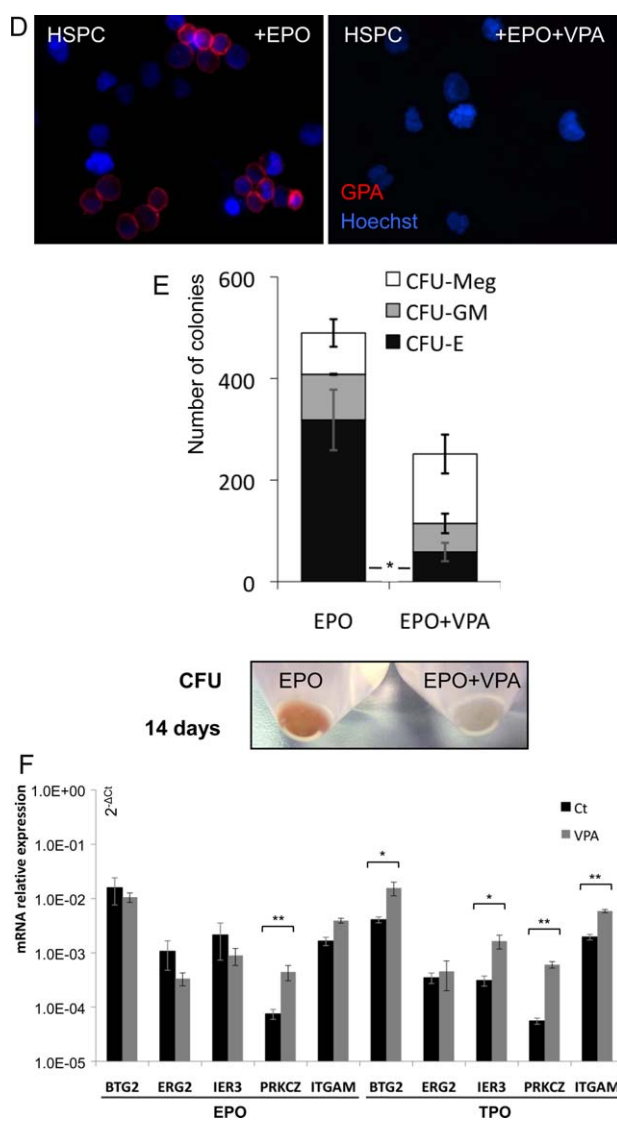 D
HSPC +EPO
HSPC +EPO+VPA
GPA
Hoechst
E
Number of colonies
600
400
200
0
CFU-Meg
CFU-GM
CFU-E
*
EPO EPO+VPA
CFU
14 days
EPO EPO+VPA
F
mRNA relative expression
2-ΔCt
1.0E+00
1.0E-01
1.0E-02
1.0E-03
1.0E-04
1.0E-05
Ct
VPA
** * * ** **
BTG2 ERG2 IER3 PRKCZ ITGAM BTG2 ERG2 IER3 PRKCZ ITGAM
EPO TPO